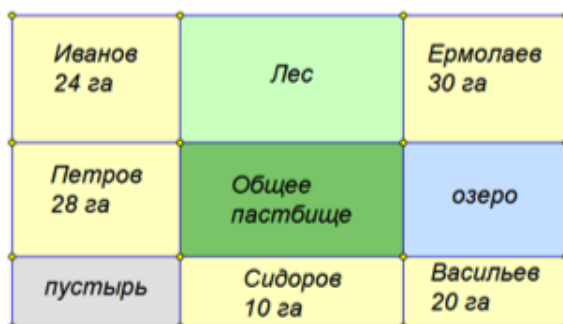 Иванов
24 га
Лес
Ермолаев
30 га
Петров
28 га
Общее
пастбище
озеро
пустырь
Сидоров
10 га
Васильев
20 га